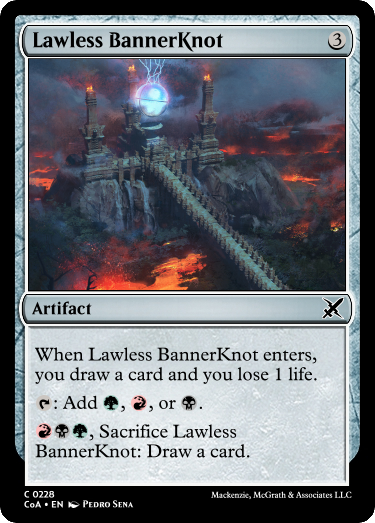 Lawless BannerKnot 3
Artifact
When Lawless BannerKnot enters,
you draw a card and you lose 1 life.
: Add , , or .
, Sacrifice Lawless
BannerKnot: Draw a card.
C 0228
CoA • EN Pedro Sena
Mackenzie, McGrath & Associates LLC